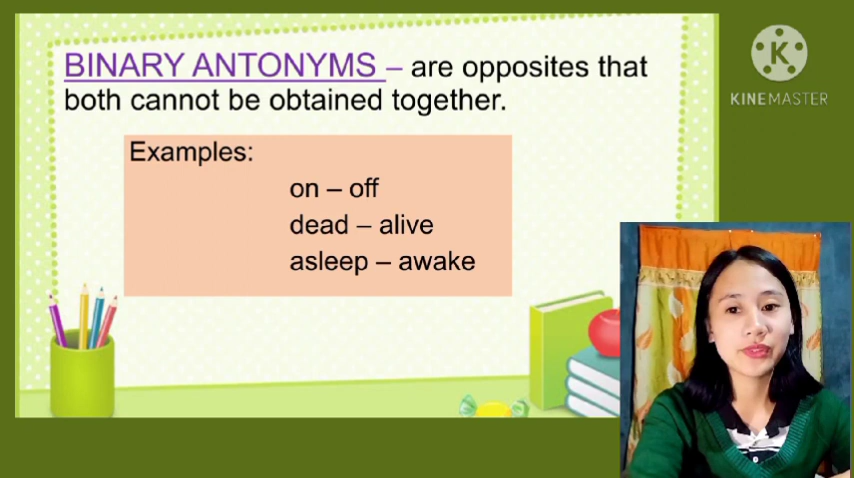 BINARY ANTONYMS – are opposites that
both cannot be obtained together.
Examples:
on – off
dead – alive
asleep – awake
K
KINEMASTER